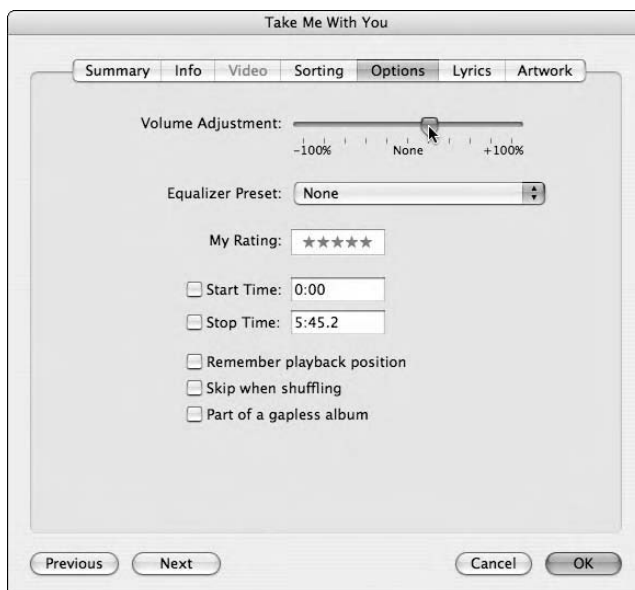 Take Me With You
Summary Info Video Sorting Options Lyrics Artwork
Volume Adjustment:
-100% None +100%
Equalizer Preset: None
My Rating: ★★★★★
Start Time: 0:00
Stop Time: 5:45.2
Remember playback position
Skip when shuffling
Part of a gapless album
Previous Next Cancel OK